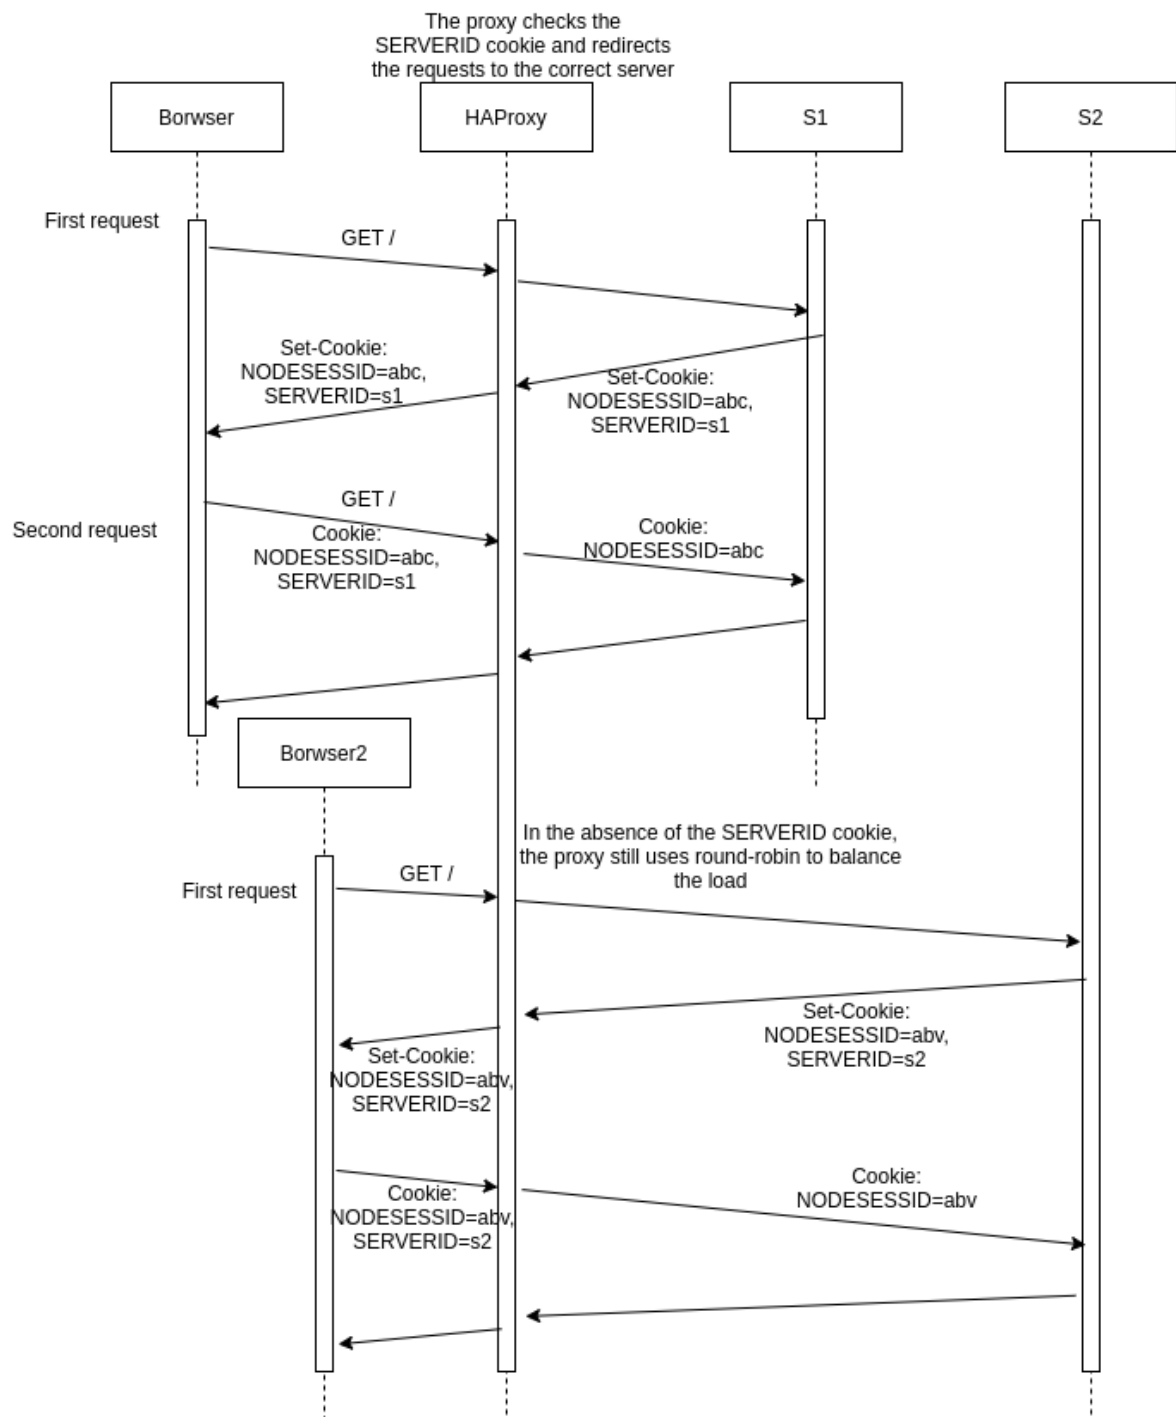 The proxy checks the
SERVERID cookie and redirects
the requests to the correct server
Borwser
HAProxy
S1
S2
First request
GET /
Set-Cookie:
NODESESSID=abc,
SERVERID=s1
Set-Cookie:
NODESESSID=abc,
SERVERID=s1
Second request
GET /
Cookie:
NODESESSID=abc,
SERVERID=s1
Cookie:
NODESESSID=abc
Borwser2
In the absence of the SERVERID cookie,
the proxy still uses round-robin to balance
the load
First request
GET /
Set-Cookie:
NODESESSID=abv,
SERVERID=s2
Set-Cookie:
NODESESSID=abv,
SERVERID=s2
Cookie:
NODESESSID=abv,
SERVERID=s2
Cookie:
NODESESSID=abv